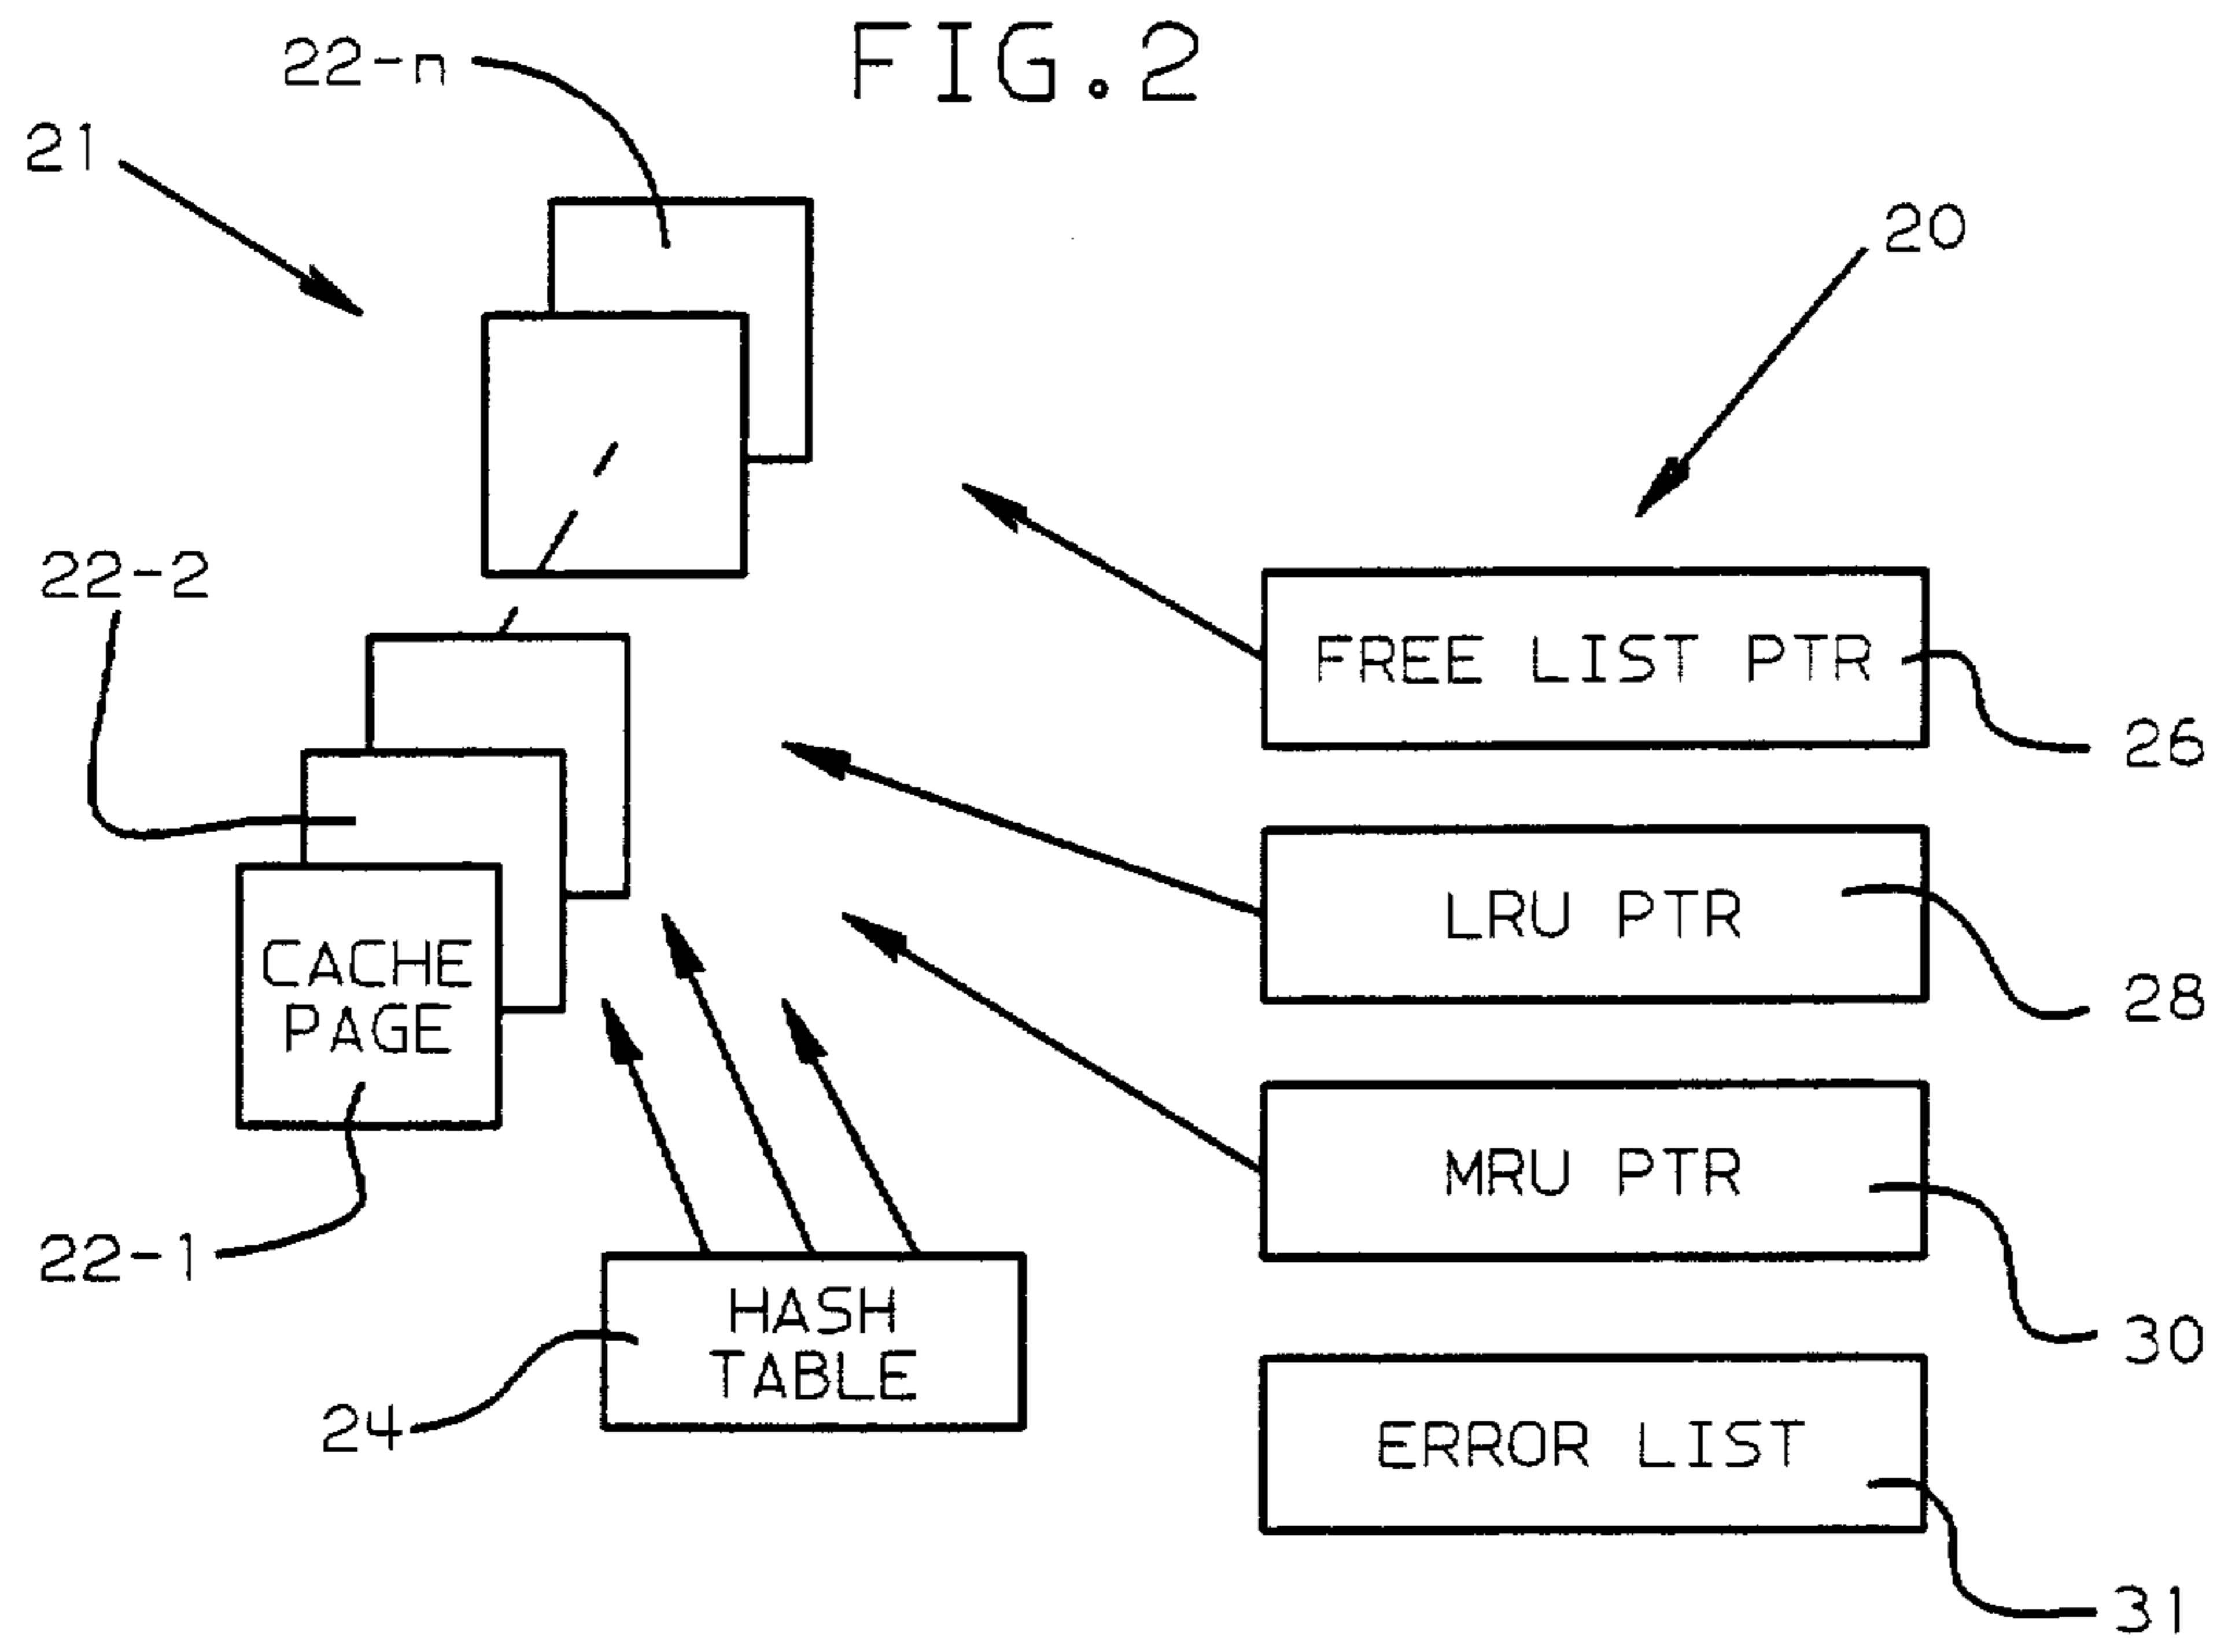 FIG.2
22-n
21
20
22-2
FREE LIST PTR
26
LRU PTR
28
CACHE
PAGE
MRU PTR
22-1
30
HASH
TABLE
24
ERROR LIST
31